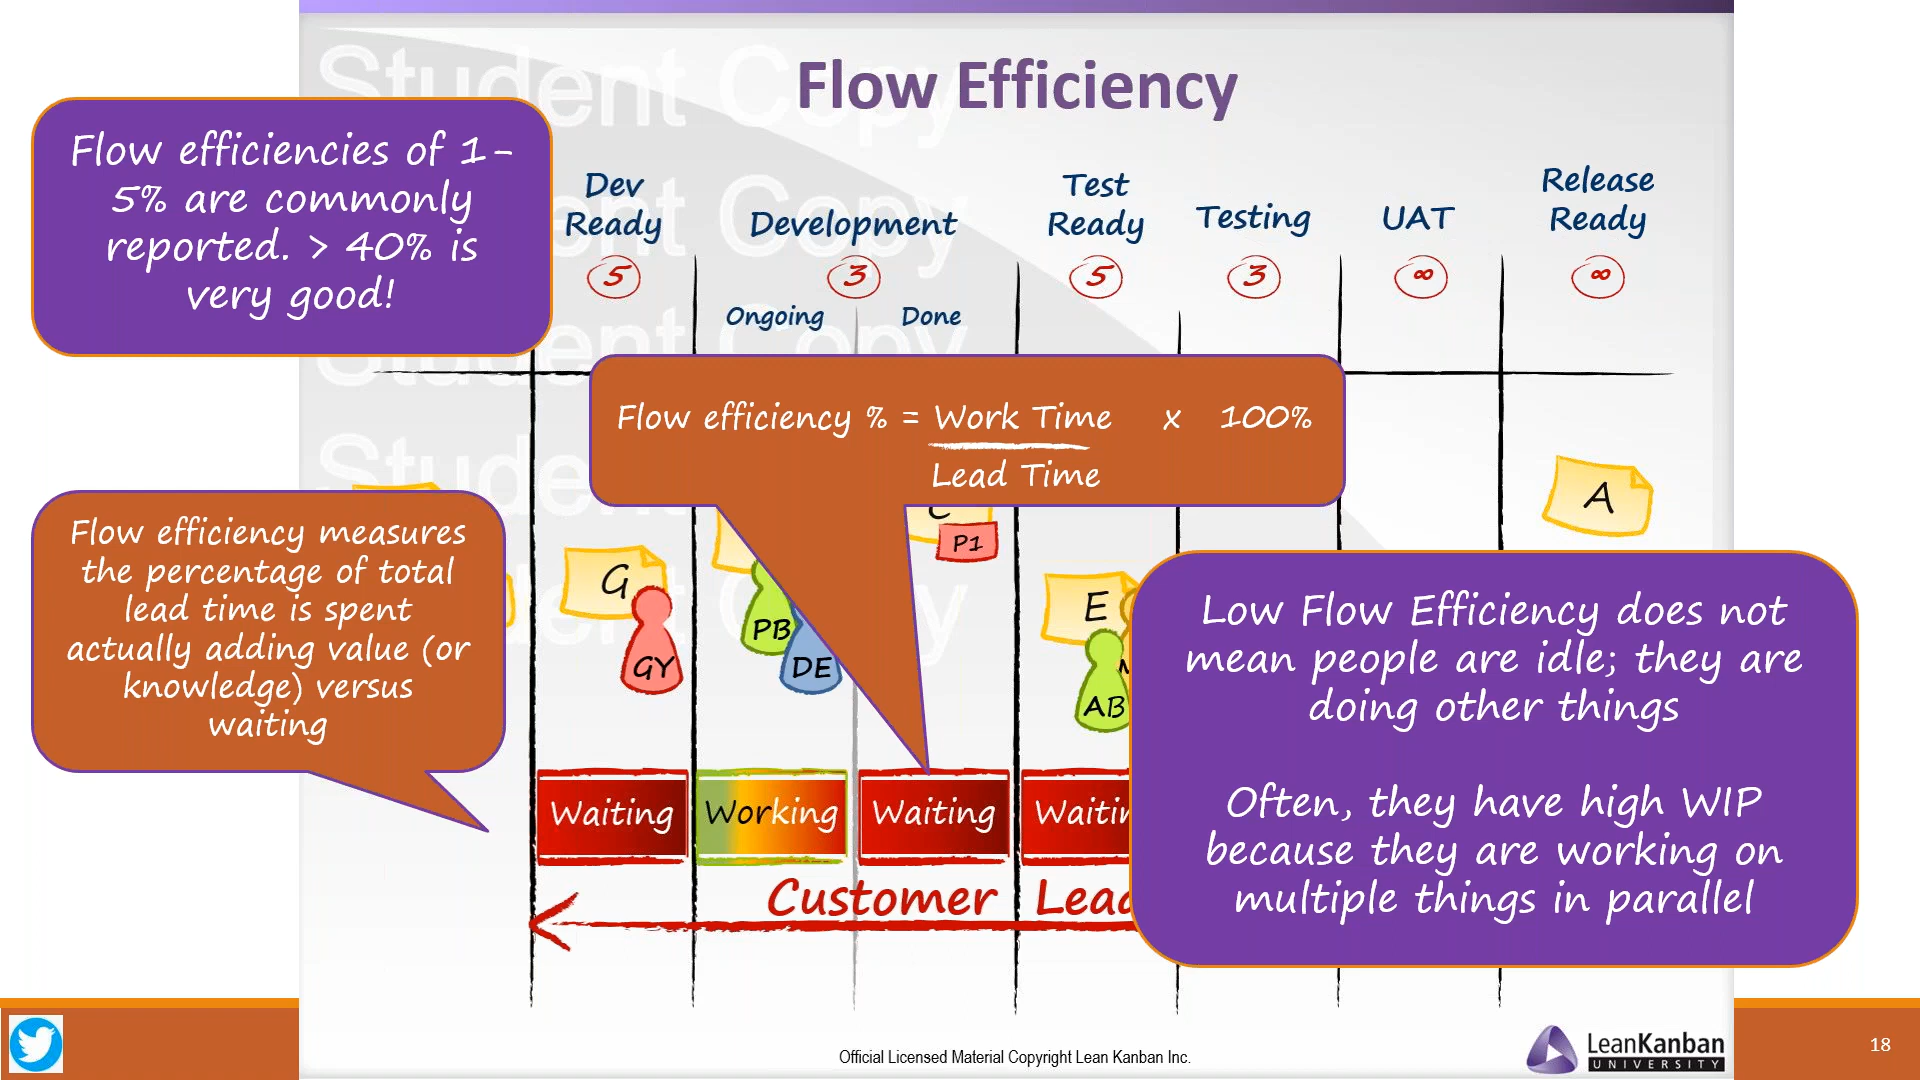 Flow Efficiency
Student Copy
Flow efficiencies of 1-
5% are commonly
reported. > 40% is
very good!
Dev
Ready
Development
Test
Ready
Testing
UAT
Release
Ready
5
3
5
3
∞
∞
Ongoing
Done
Flow efficiency % = Work Time x 100%
Lead Time
Flow efficiency measures
the percentage of total
lead time is spent
actually adding value (or
knowledge) versus
waiting
A
C
P1
G
GY
PB
DE
E
AB
Low Flow Efficiency does not
mean people are idle; they are
doing other things
Often, they have high WIP
because they are working on
multiple things in parallel
Waiting
Working
Waiting
Waitin
Customer Lead
Official Licensed Material Copyright Lean Kanban Inc.
LeanKanban
UNIVERSITY
18